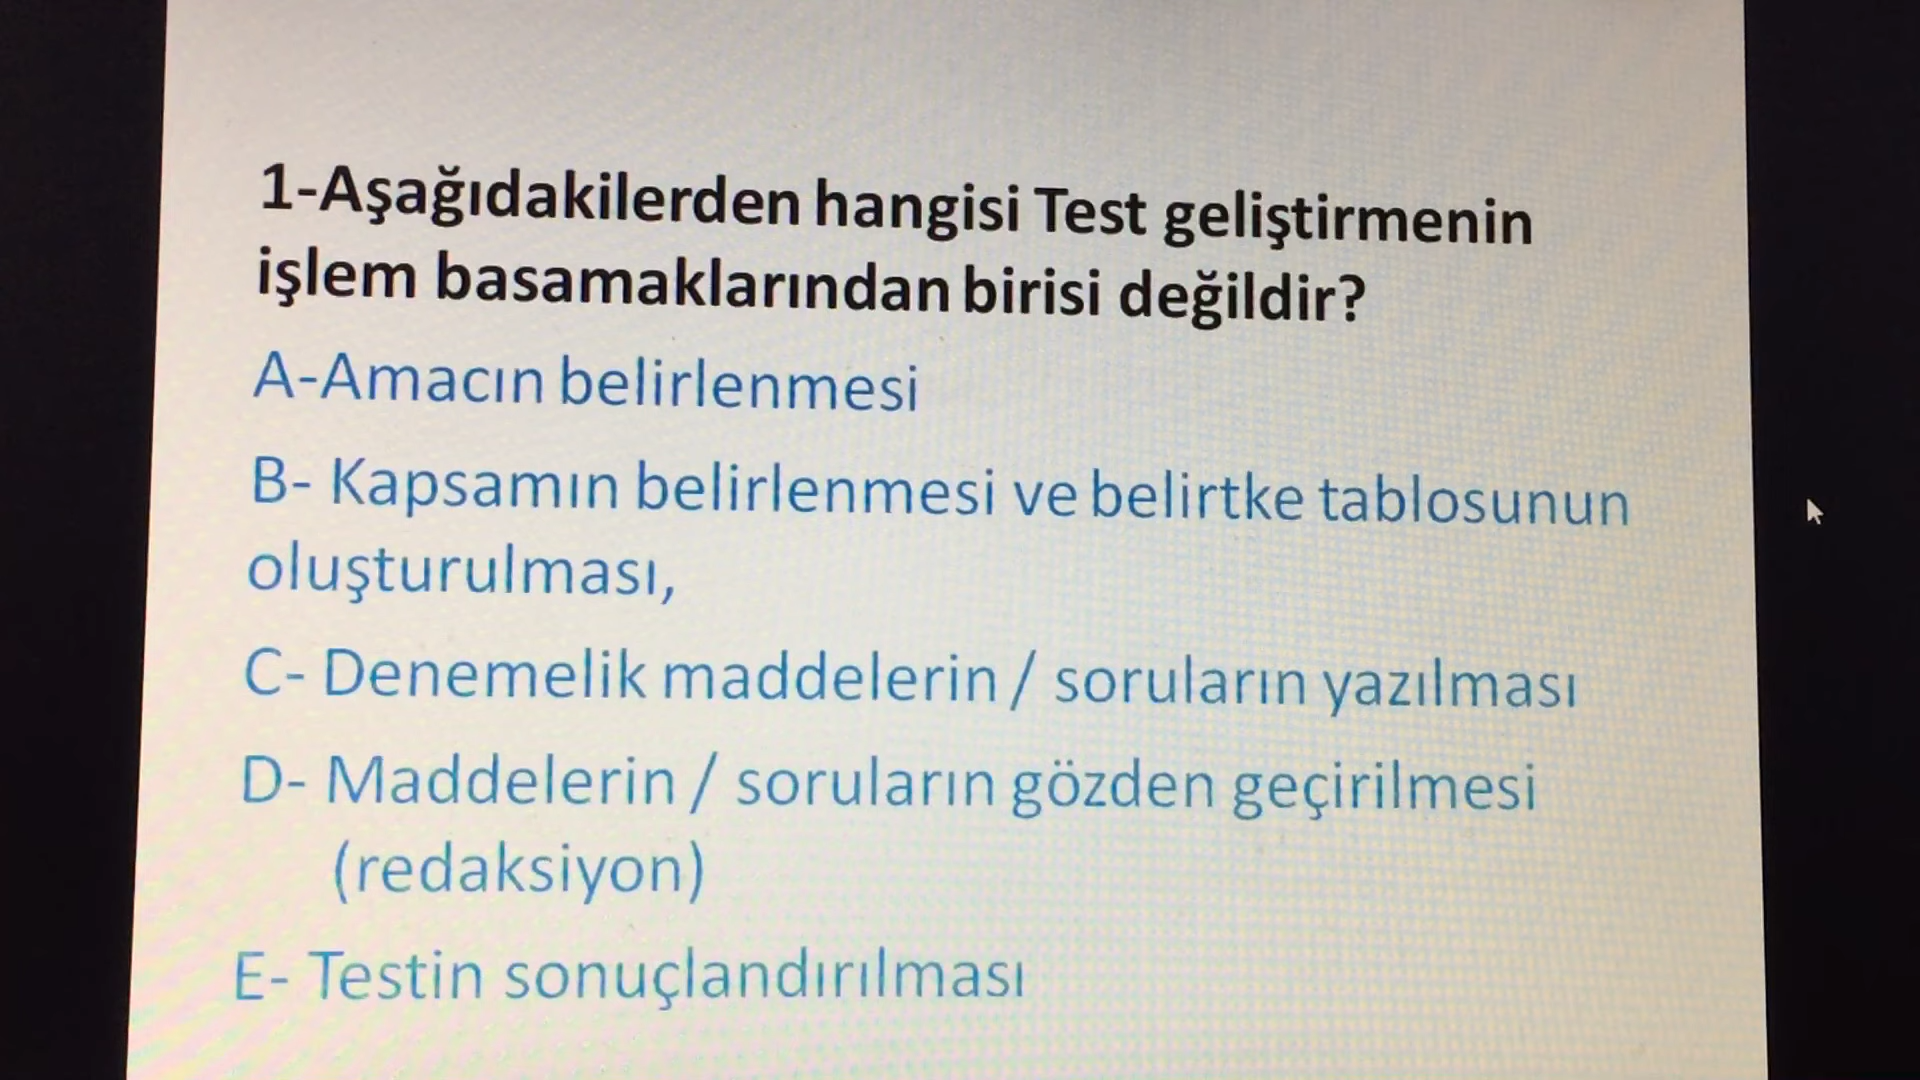 1-Aşağıdakilerden hangisi Test geliştirmenin
işlem basamaklarından birisi değildir?
A-Amacın belirlenmesi
B- Kapsamın belirlenmesi ve belirtke tablosunun
oluşturulması,
C- Denemelik maddelerin / soruların yazılması
D- Maddelerin / soruların gözden geçirilmesi
(redaksiyon)
E- Testin sonuçlandırılması